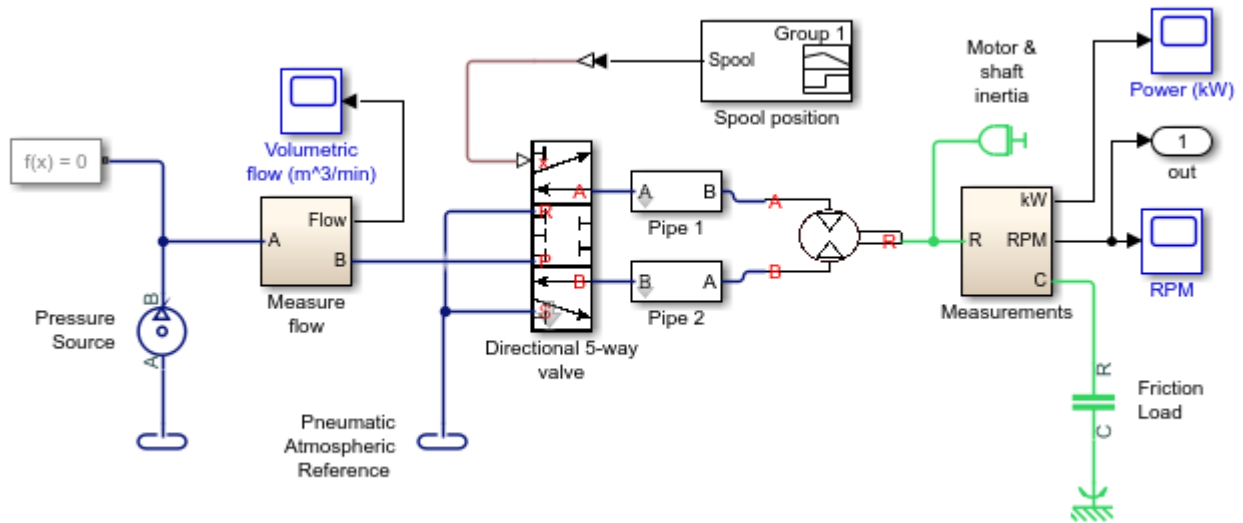 Group 1
Spool
Spool position
Motor &
shaft
inertia
Power (kW)
f(x) = 0
Volumetric
flow (m^3/min)
1
out
Flow
A
B
Measure
flow
X
A
R
P
B
S
Directional 5-way
valve
A
B
Pipe 1
B
A
Pipe 2
A
B
R
kW
R
RPM
C
Measurements
RPM
B
A
Pressure
Source
Pneumatic
Atmospheric
Reference
R
C
Friction
Load